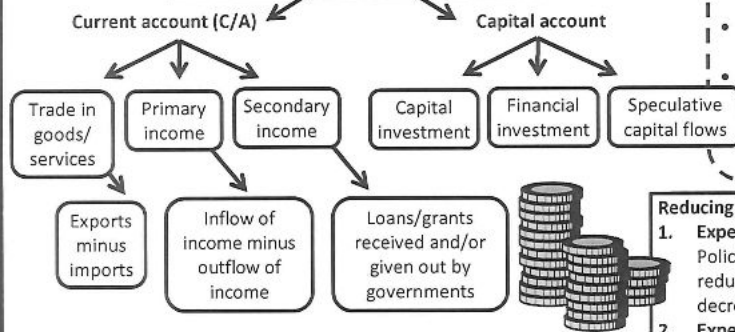 Current account (C/A)
Capital account
Trade in
goods/
services
Primary
income
Secondary
income
Capital
investment
Financial
investment
Speculative
capital flows
Exports
minus
imports
Inflow of
income minus
outflow of
income
Loans/grants
received and/or
given out by
governments
Reducing
1. Expe
Polic
redu
decre
2. Expe